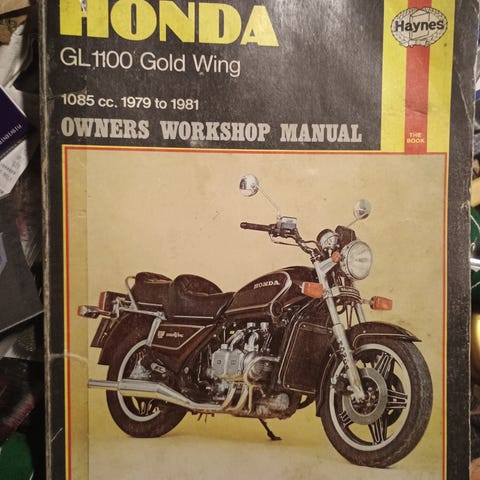 HONDA
Haynes
GL1100 Gold Wing
1085 cc. 1979 to 1981
OWNERS WORKSHOP MANUAL
THE
BOOK
HONDA